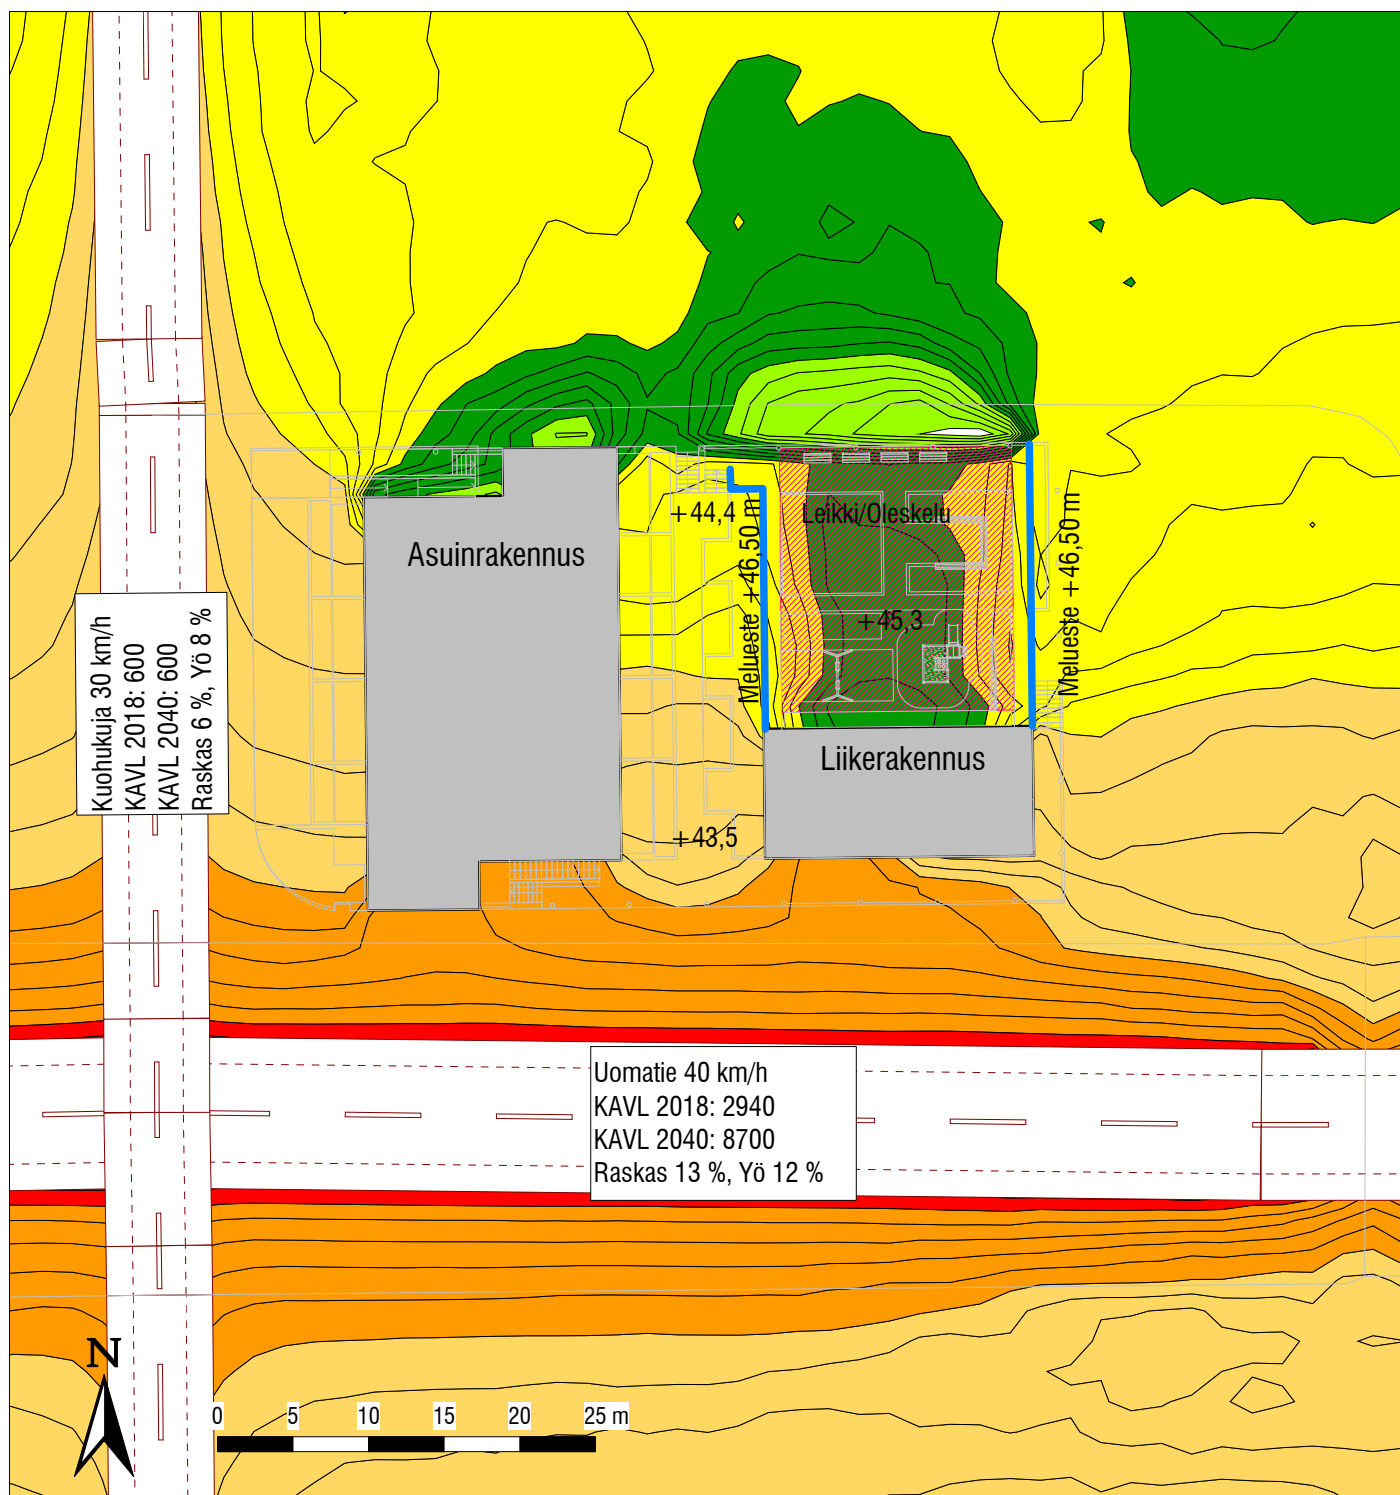 +44,4
Leikki/Oleskelu
Asuinrakennus
Melueste +46,50 m
Melueste +46,50 m
+45,3
Kuohukuja 30 km/h
KAVL 2018: 600
KAVL 2040: 600
Raskas 6 %, Yö 8 %
Liikerakennus
+43,5
Uomatie 40 km/h
KAVL 2018: 2940
KAVL 2040: 8700
Raskas 13 %, Yö 12 %
N
0 5 10 15 20 25 m